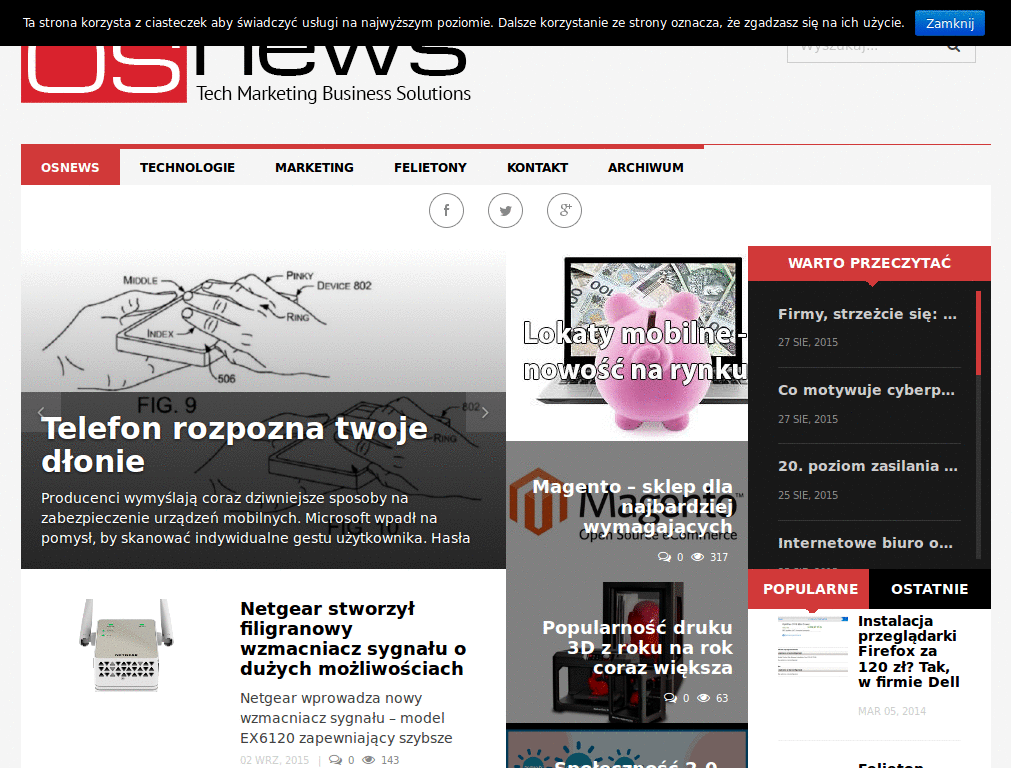 Ta strona korzysta z ciasteczek aby świadczyć usługi na najwyższym poziomie. Dalsze korzystanie ze strony oznacza, że zgadzasz się na ich użycie. Zamknij
osnews
Wyszukaj...
Tech Marketing Business Solutions
OSNEWS TECHNOLOGIE MARKETING FELIETONY KONTAKT ARCHIWUM
MIDDLE
PINKY
DEVICE 802
RING
INDEX
506
FIG. 9
802
RING
FIG. 10
Telefon rozpozna twoje
dłonie
Producenci wymyślają coraz dziwniejsze sposoby na
zabezpieczenie urządzeń mobilnych. Microsoft wpadł na
pomysł, by skanować indywidualne gestu użytkownika. Hasła
Lokaty mobilne -
nowość na rynku
Magento
Open Source eCommerce
Magento – sklep dla
najbardziej
wymagających
0 317
Popularność druku
3D z roku na rok
coraz większa
0 63
Społeczność 2.0
WARTO PRZECZYTAĆ
Firmy, strzeżcie się: ...
27 SIE, 2015
Co motywuje cyberp...
27 SIE, 2015
20. poziom zasilania ...
25 SIE, 2015
Internetowe biuro o...
POPULARNE OSTATNIE
Instalacja
przeglądarki
Firefox za
120 zł? Tak,
w firmie Dell
MAR 05, 2014
Felieton
NETGEAR
Netgear stworzył
filigranowy
wzmacniacz sygnału o
dużych możliwościach
Netgear wprowadza nowy
wzmacniacz sygnału – model
EX6120 zapewniający szybsze
02 WRZ, 2015 | 0 143